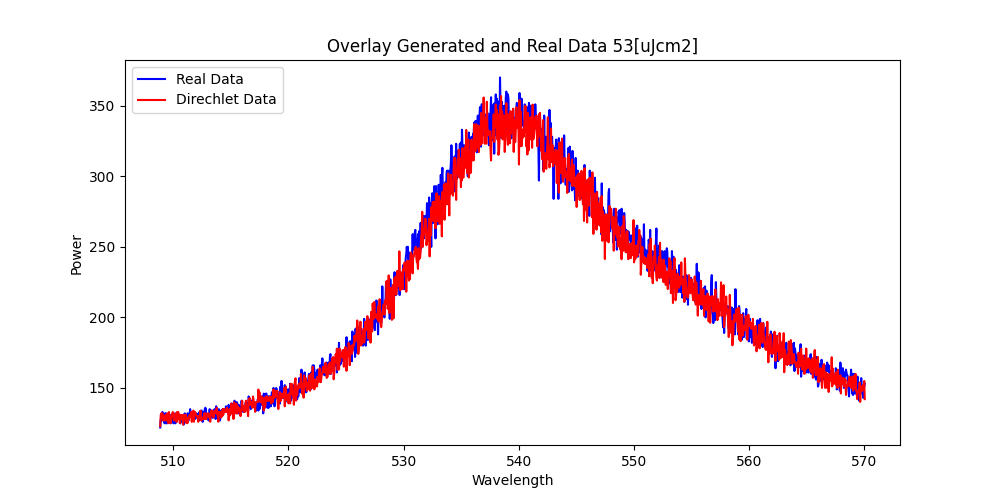 Overlay Generated and Real Data 53[uJcm2]
Real Data
Direchlet Data
Power
350
300
250
200
150
510 520 530 540 550 560 570
Wavelength